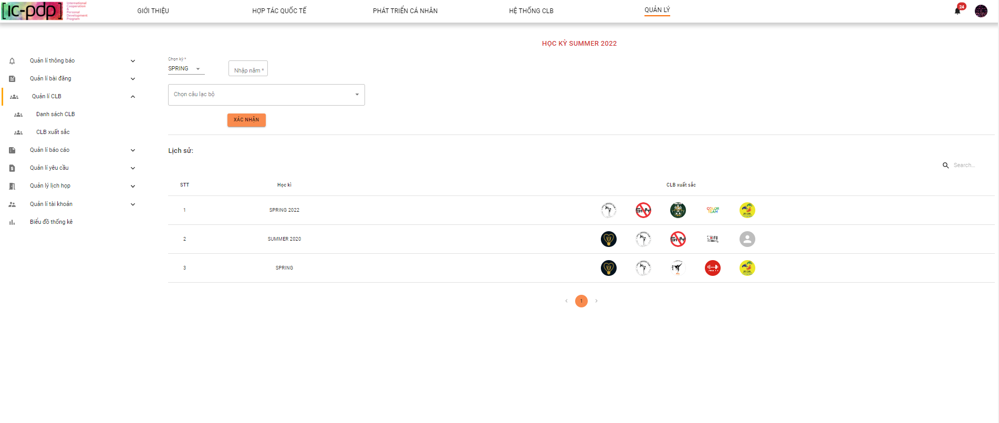 [ic-pdp]
International
Cooperation
&
Personal
Development
Program
GIỚI THIỆU
HỢP TÁC QUỐC TẾ
PHÁT TRIỂN CÁ NHÂN
HỆ THỐNG CLB
QUẢN LÝ
24
HỌC KỲ SUMMER 2022
Quản lí thông báo
Quản lí bài đăng
Quản lí CLB
Danh sách CLB
CLB xuất sắc
Quản lí báo cáo
Quản lí yêu cầu
Quản lý lịch họp
Quản lí tài khoản
Biểu đồ thống kê
Chọn kỳ *
SPRING
Nhập năm *
Chọn câu lạc bộ
XÁC NHẬN
Lịch sử:
Search...
STT Học kì CLB xuất sắc
1 SPRING 2022 COLOR TEAM
2 SUMMER 2020 FU
3 SPRING
1